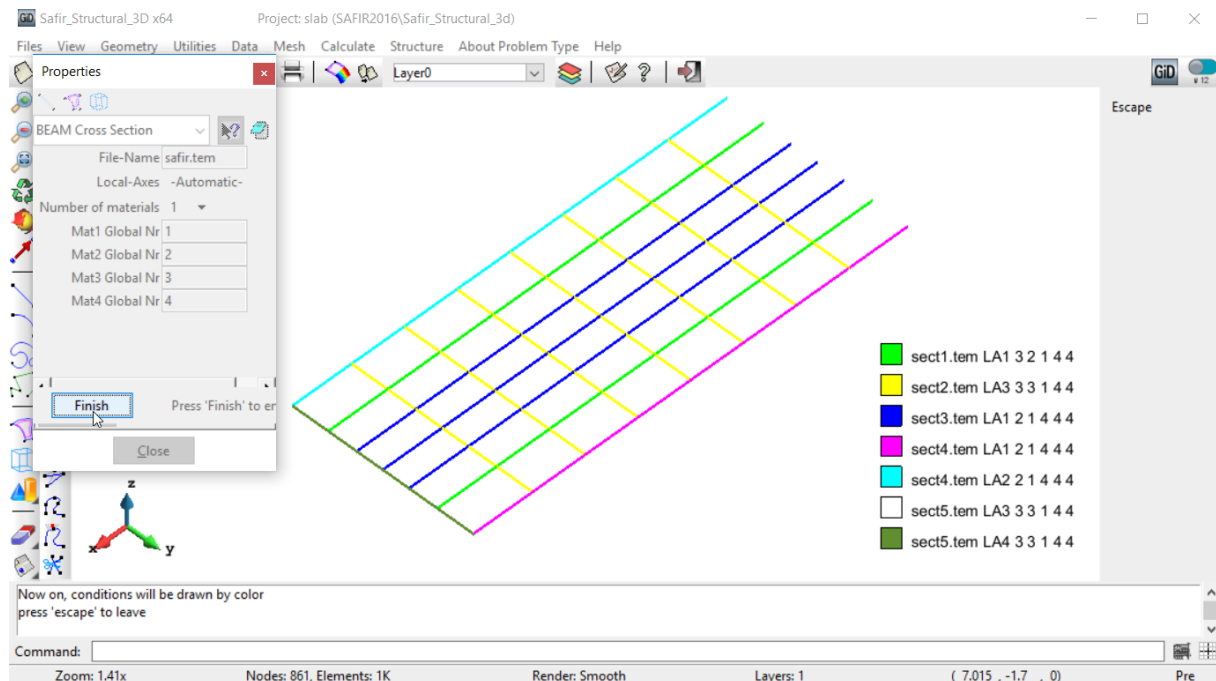 GiD Safir_Structural_3D x64 Project: slab (SAFIR2016\Safir_Structural_3d)
Files View Geometry Utilities Data Mesh Calculate Structure About Problem Type Help
Properties
Layer0
GiD
v 12
Escape
BEAM Cross Section
File-Name safir.tem
Local-Axes -Automatic-
Number of materials 1
Mat1 Global Nr 1
Mat2 Global Nr 2
Mat3 Global Nr 3
Mat4 Global Nr 4
Finish Press 'Finish' to er
Close
sect1.tem LA1 3 2 1 4 4
sect2.tem LA3 3 3 1 4 4
sect3.tem LA1 2 1 4 4 4
sect4.tem LA1 2 1 4 4 4
sect4.tem LA2 2 1 4 4 4
sect5.tem LA3 3 3 1 4 4
sect5.tem LA4 3 3 1 4 4
z
x
y
Now on, conditions will be drawn by color
press 'escape' to leave
Command:
Zoom: 1.41x Nodes: 861, Elements: 1K Render: Smooth Layers: 1 ( 7.015 , -1.7 , 0) Pre